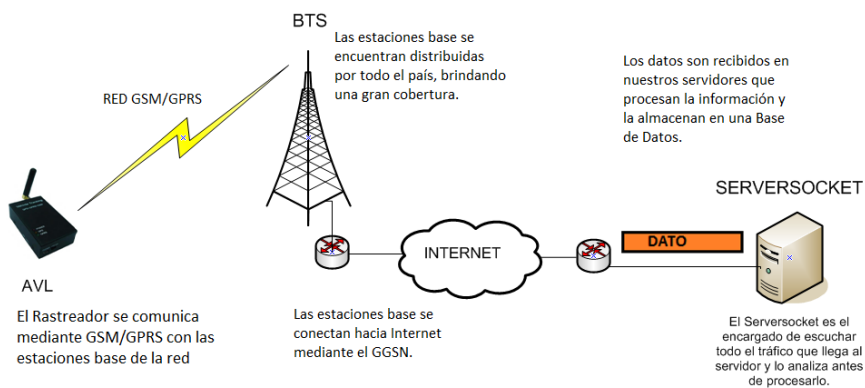 BTS
Las estaciones base se
encuentran distribuidas
por todo el país, brindando
una gran cobertura.
Los datos son recibidos en
nuestros servidores que
procesan la información y
la almacenan en una Base
de Datos.
RED GSM/GPRS
SERVERSOCKET
DATO
INTERNET
AVL
El Rastreador se comunica
mediante GSM/GPRS con las
estaciones base de la red
Las estaciones base se
conectan hacia Internet
mediante el GGSN.
El Serversocket es el
encargado de escuchar
todo el tráfico que llega al
servidor y lo analiza antes
de procesarlo.